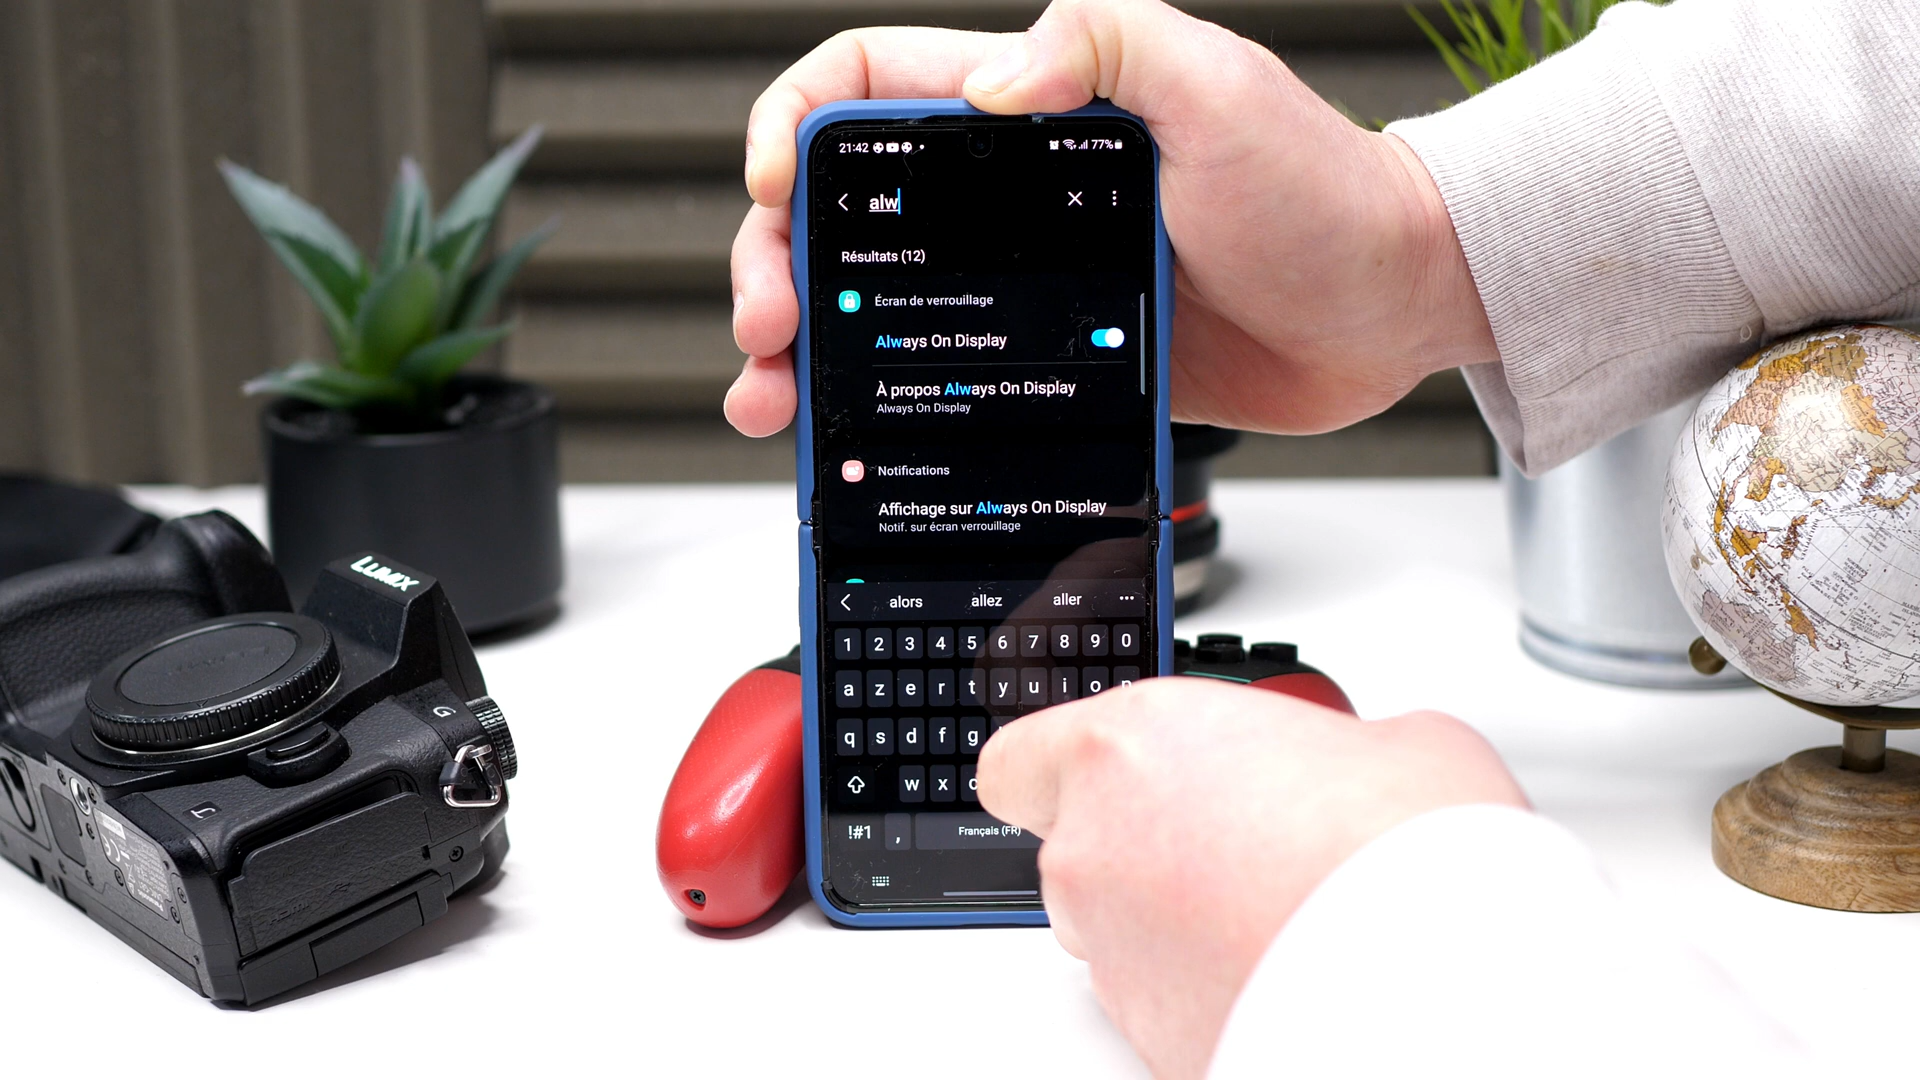 21:42
77%
alw
Résultats (12)
Écran de verrouillage
Always On Display
À propos Always On Display
Always On Display
Notifications
Affichage sur Always On Display
Notif. sur écran verrouillage
alors allez aller
1 2 3 4 5 6 7 8 9 0
a z e r t y u i o p
q s d f g
w x c
!#1 , Français (FR)
LUMIX
G